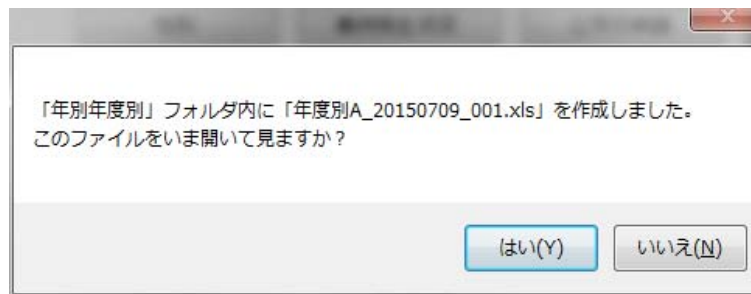 「年別年度別」フォルダ内に「年度別A_20150709_001.xls」を作成しました。
このファイルをいま開いて見ますか?
はい(Y)
いいえ(N)